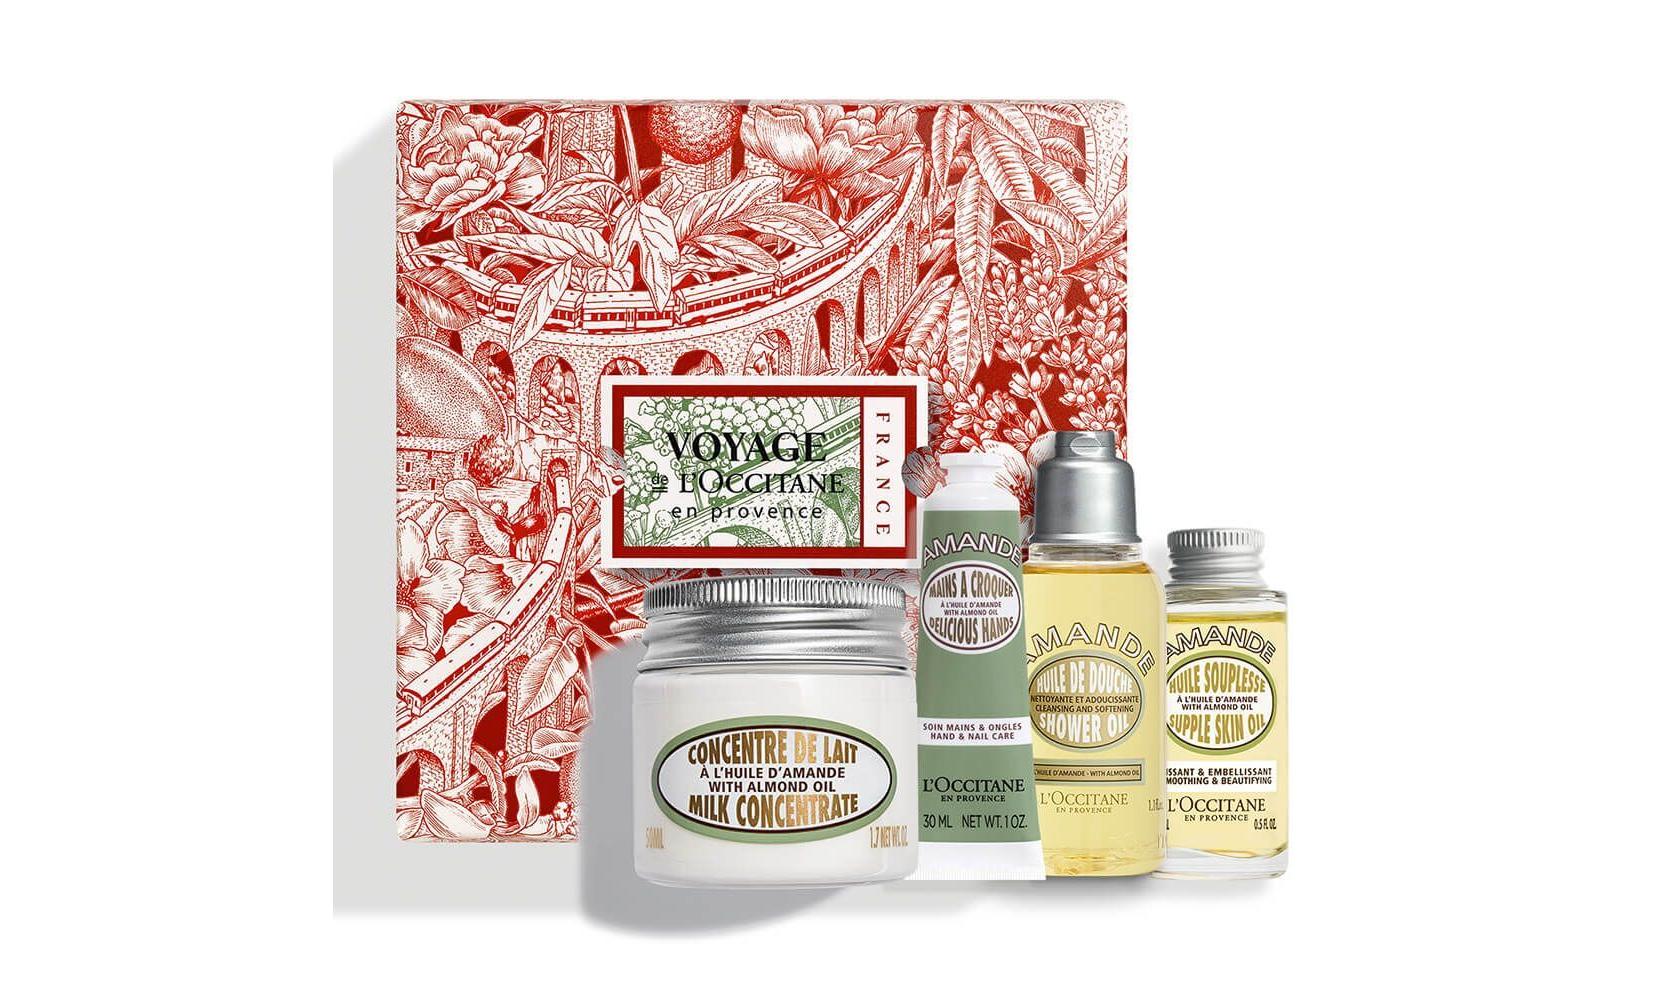 VOYAGE
de L'OCCITANE
en provence
FRANCE
CONCENTRE DE LAIT
À L'HUILE D'AMANDE
WITH ALMOND OIL
MILK CONCENTRATE
50ML
1.7 NET WT. OZ.
AMANDE
MAINS A CROQUER
À L'HUILE D'AMANDE
WITH ALMOND OIL
DELICIOUS HANDS
SOIN MAINS & ONGLES
HAND & NAIL CARE
L'OCCITANE
EN PROVENCE
30 ML NET WT. 1 OZ.
AMANDE
HUILE DE DOUCHE
NETTOYANTE ET ADOUCISSANTE
CLEANSING AND SOFTENING
SHOWER OIL
L'HUILE D'AMANDE - WITH ALMOND OIL
L'OCCITANE
EN PROVENCE
AMANDE
HUILE SOUPLESSE
À L'HUILE D'AMANDE
WITH ALMOND OIL
SUPPLE SKIN OIL
ISSANT & EMBELLISSANT
MOOTHING & BEAUTIFYING
L'OCCITANE
EN PROVENCE
0.5 FL OZ.